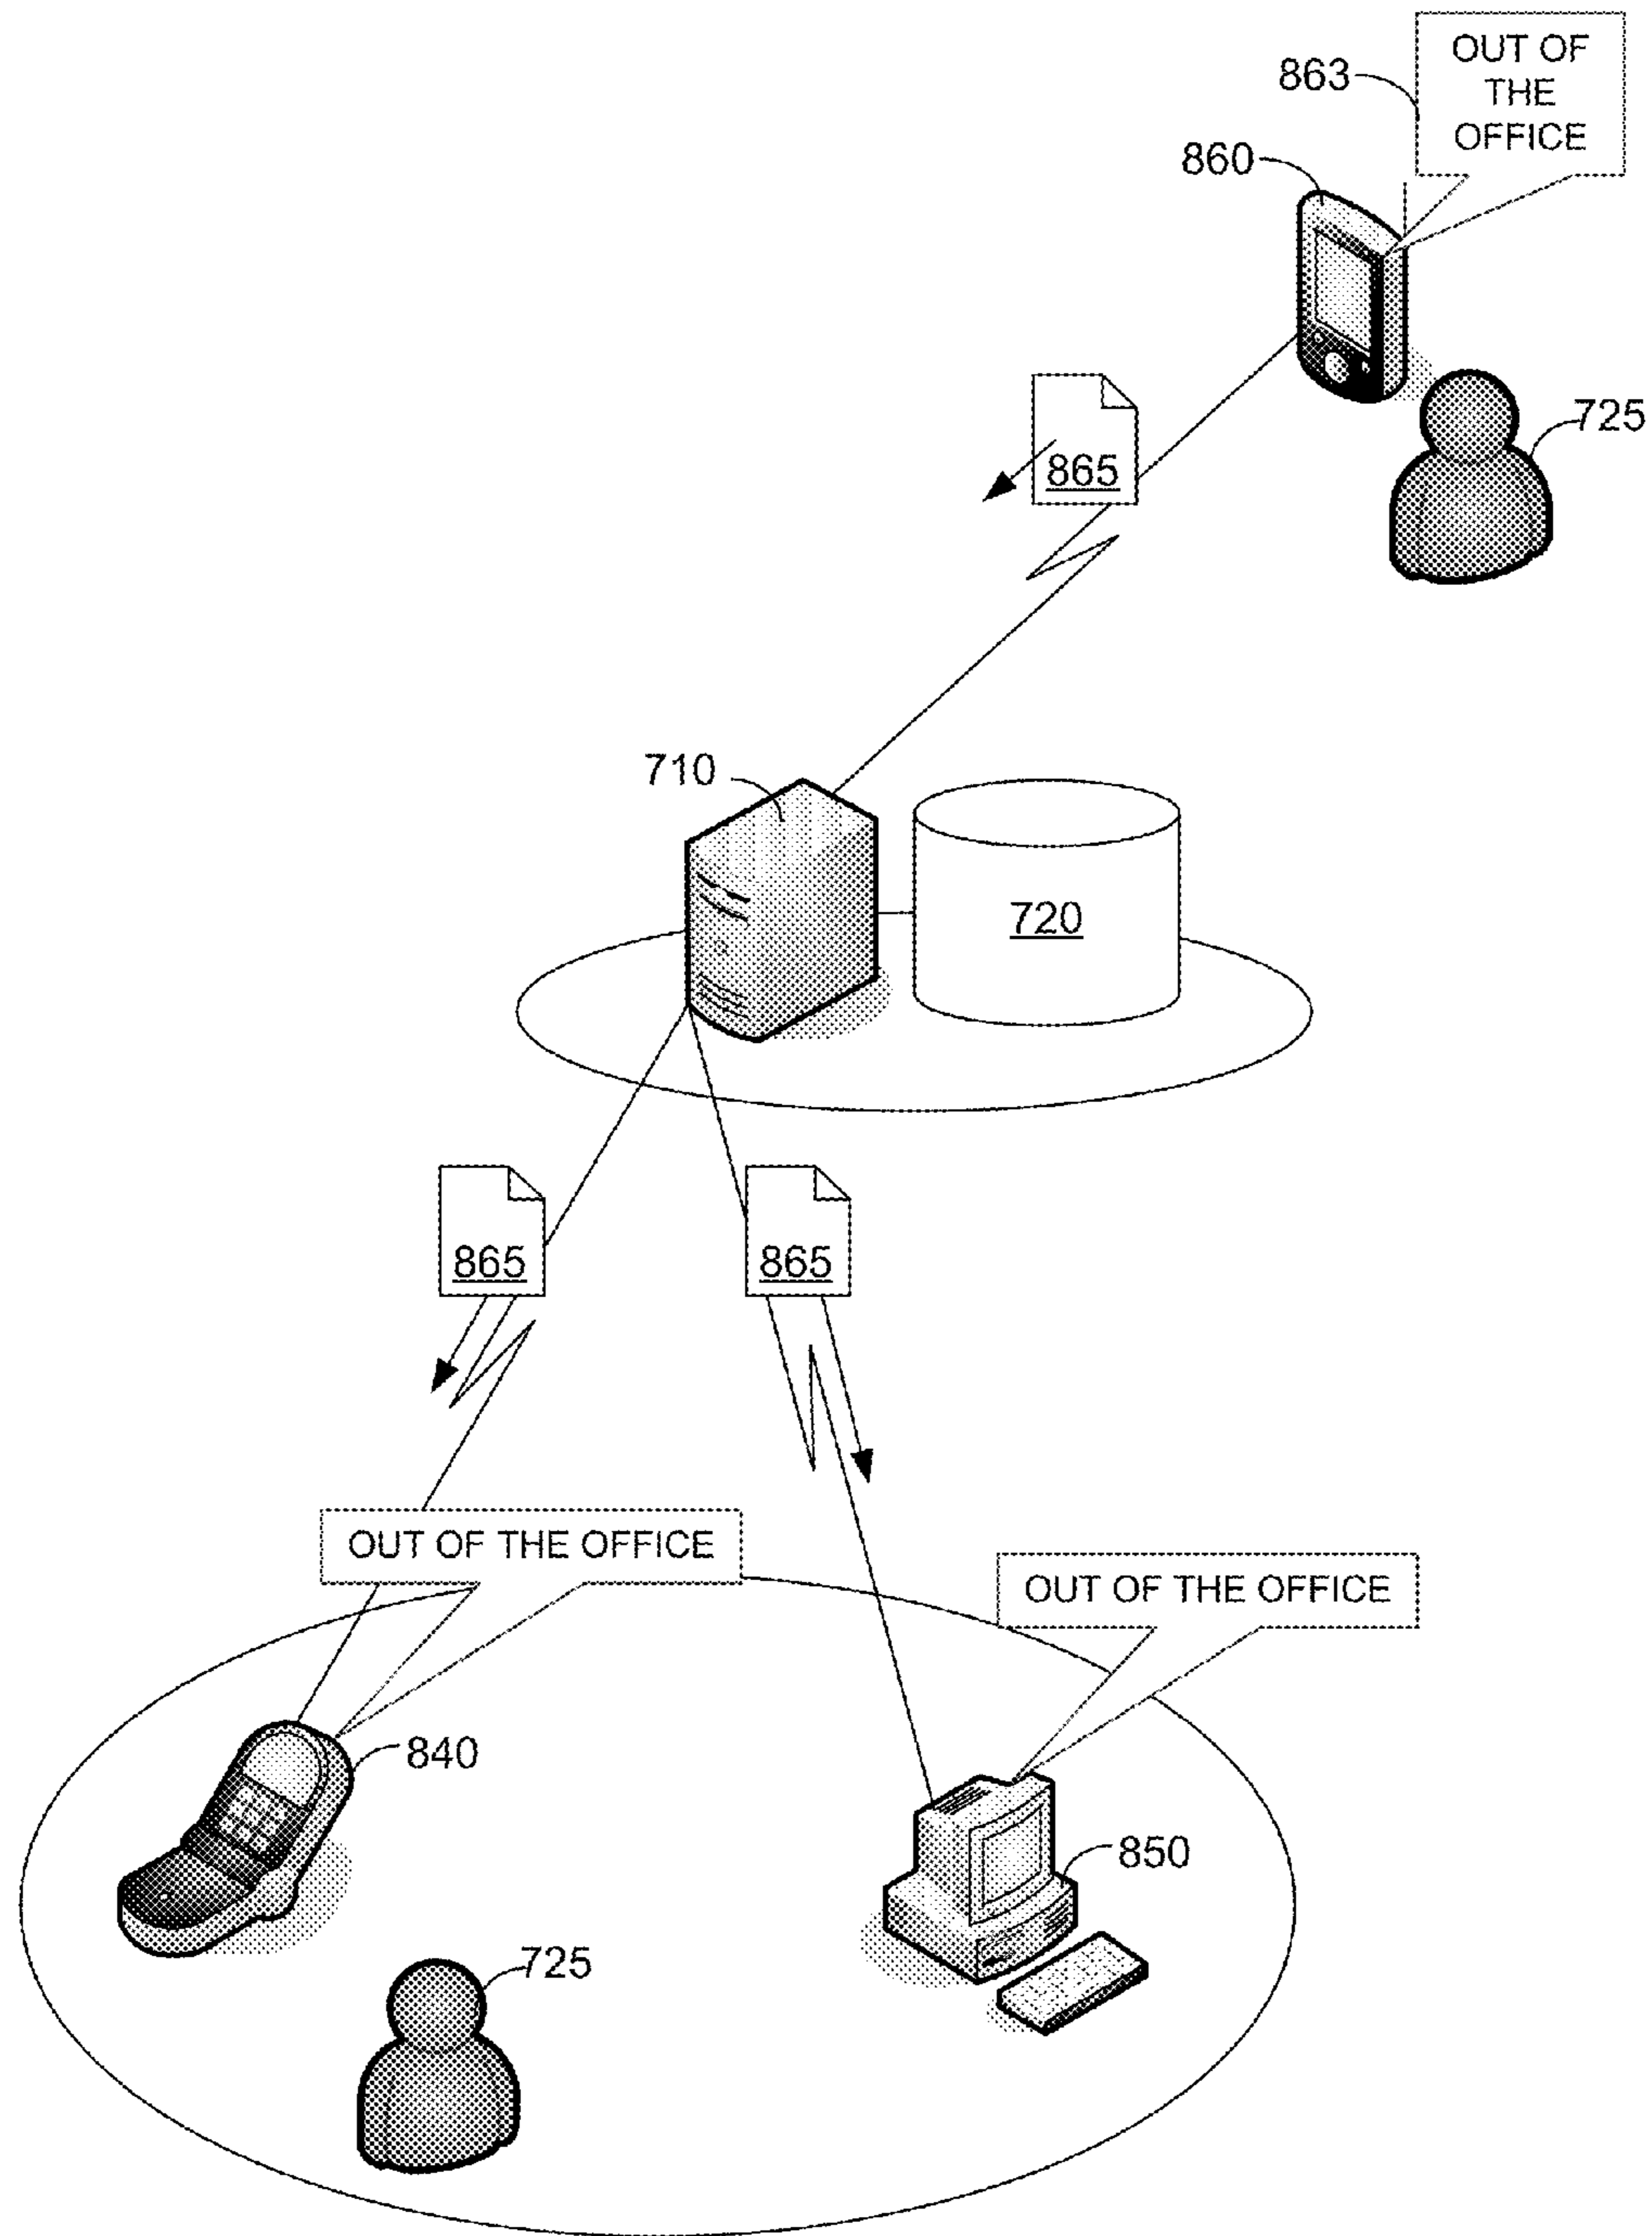 OUT OF
THE
OFFICE
863
860
725
865
710
720
865
865
OUT OF THE OFFICE
OUT OF THE OFFICE
840
850
725